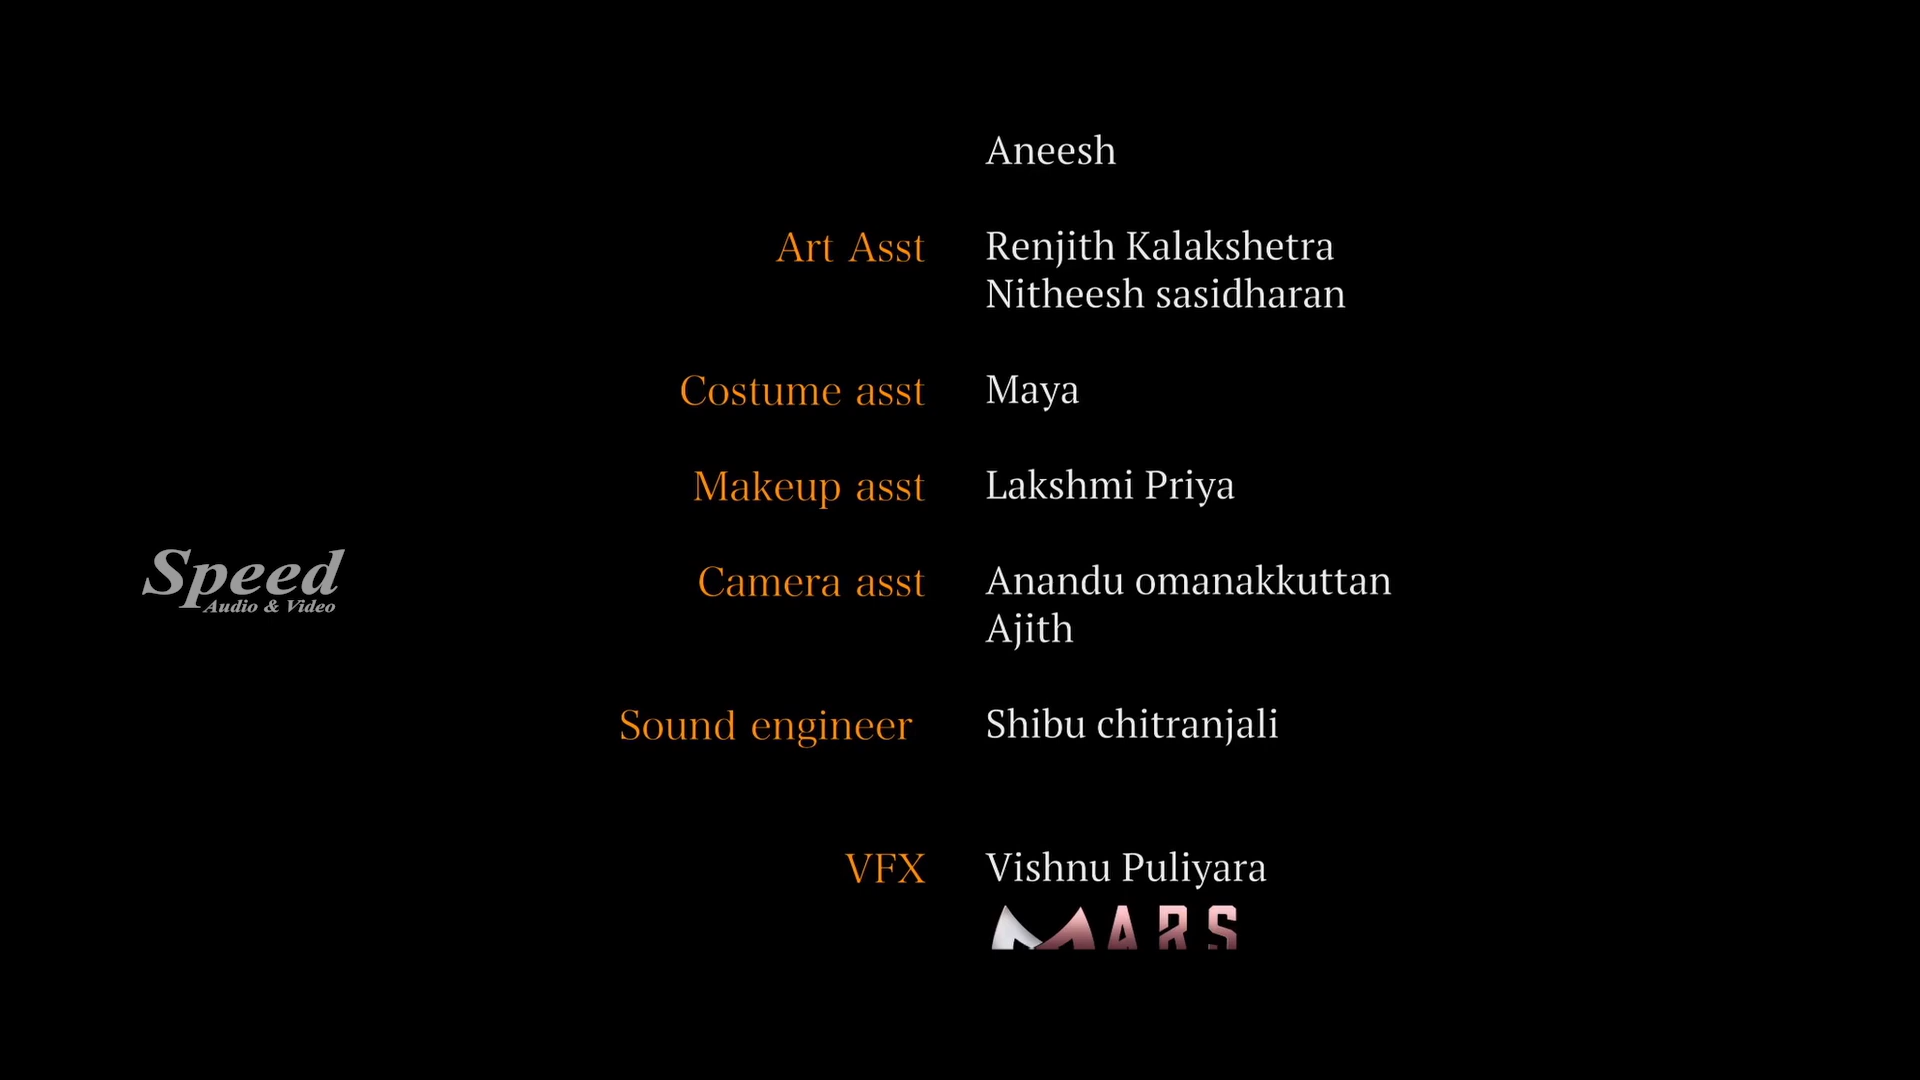 Aneesh
Art Asst Renjith Kalakshetra
Nitheesh sasidharan
Costume asst Maya
Makeup asst Lakshmi Priya
Speed
Audio & Video
Camera asst Anandu omanakkuttan
Ajith
Sound engineer Shibu chitranjali
VFX Vishnu Puliyara
MARS